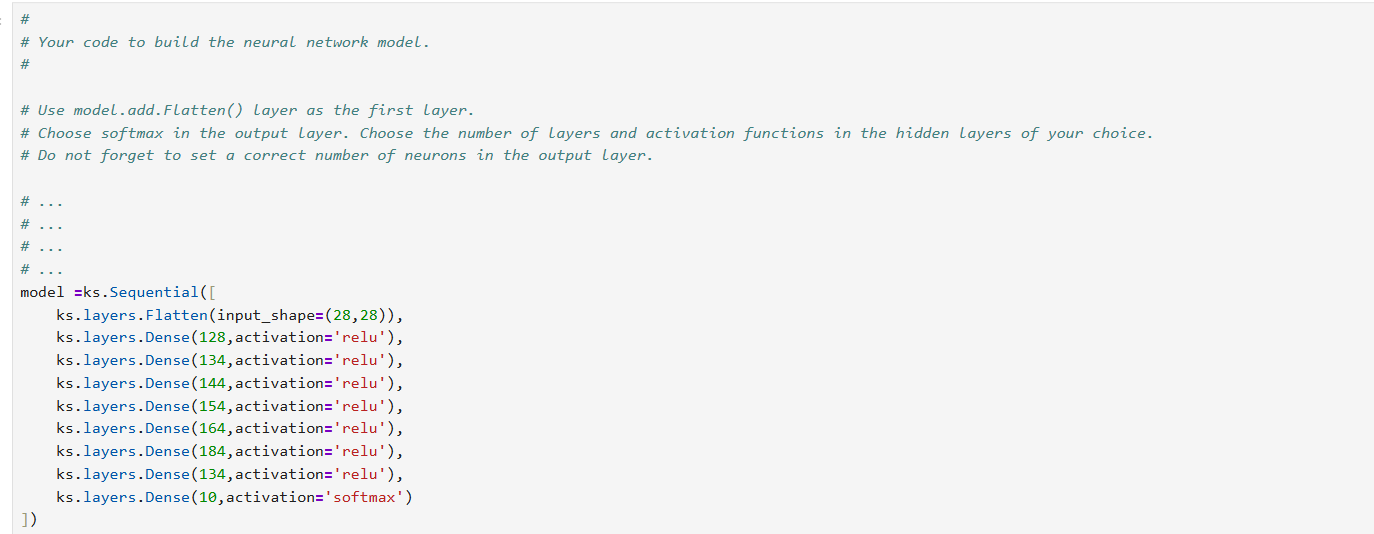 #
# Your code to build the neural network model.
#
# Use model.add.Flatten() layer as the first layer.
# Choose softmax in the output layer. Choose the number of layers and activation functions in the hidden layers of your choice.
# Do not forget to set a correct number of neurons in the output layer.
# ...
# ...
# ...
# ...
model =ks.Sequential([
    ks.layers.Flatten(input_shape=(28,28)),
    ks.layers.Dense(128,activation='relu'),
    ks.layers.Dense(134,activation='relu'),
    ks.layers.Dense(144,activation='relu'),
    ks.layers.Dense(154,activation='relu'),
    ks.layers.Dense(164,activation='relu'),
    ks.layers.Dense(184,activation='relu'),
    ks.layers.Dense(134,activation='relu'),
    ks.layers.Dense(10,activation='softmax')
])